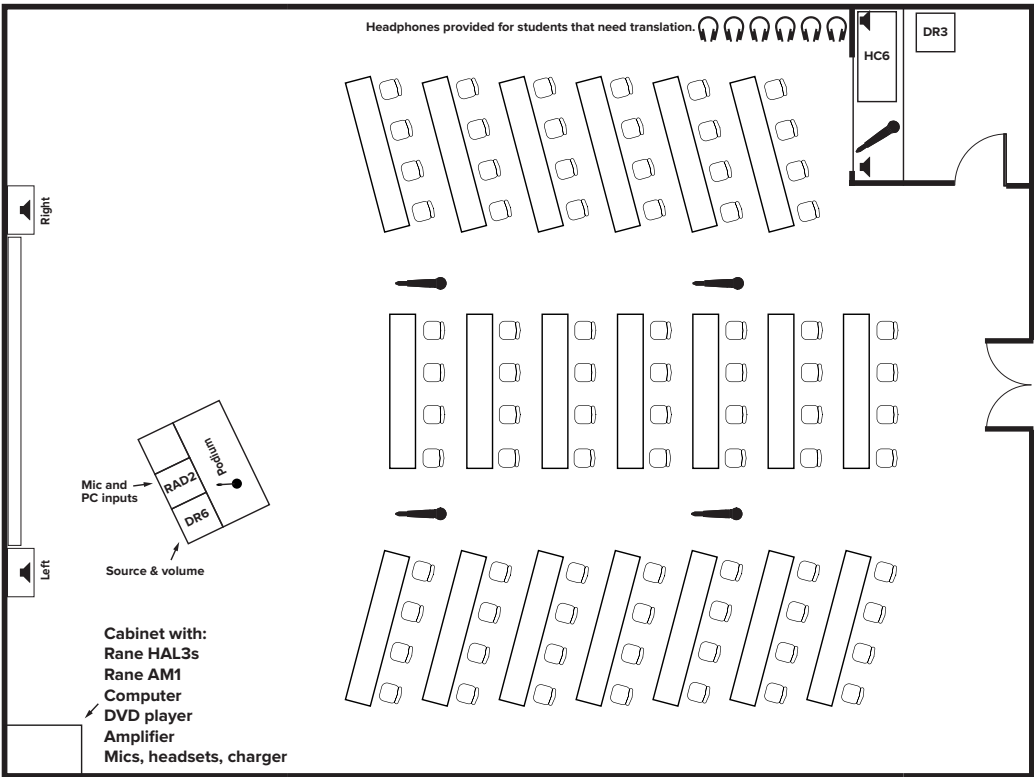 Headphones provided for students that need translation.
HC6
DR3
Right
Podium
Mic and
PC inputs
RAD2
DR6
Source & volume
Left
Cabinet with:
Rane HAL3s
Rane AM1
Computer
DVD player
Amplifier
Mics, headsets, charger